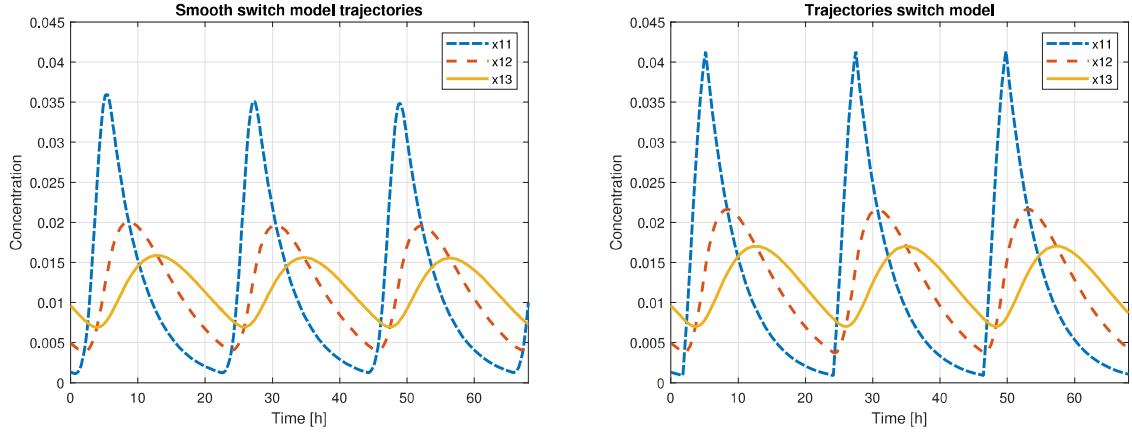 Smooth switch model trajectories
0.045
0.04
0.035
0.03
0.025
0.02
0.015
0.01
0.005
0
Concentration
x11
x12
x13
0 10 20 30 40 50 60
Time [h]
Trajectories switch model
0.045
0.04
0.035
0.03
0.025
0.02
0.015
0.01
0.005
0
Concentration
x11
x12
x13
0 10 20 30 40 50 60
Time [h]